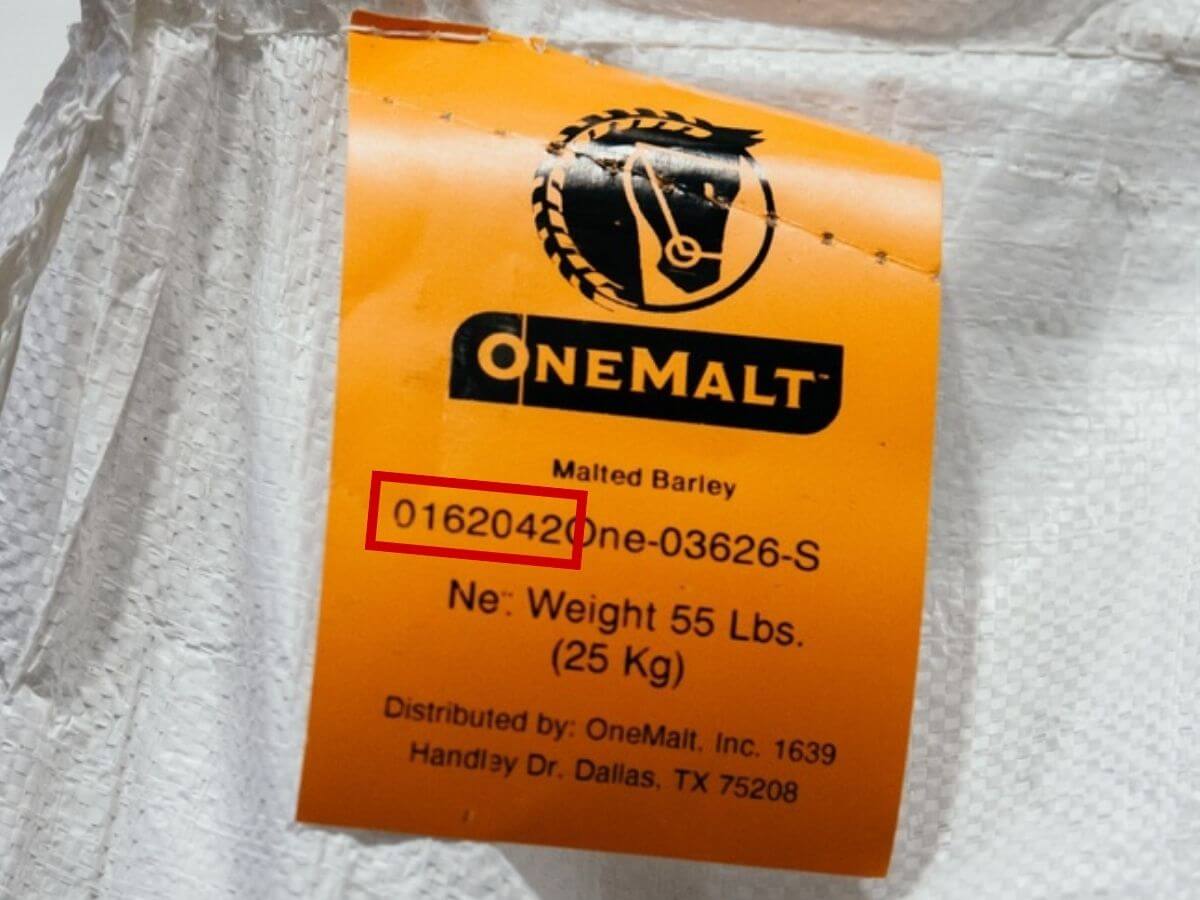 ONEMALT™
Malted Barley
0162042One-03626-S
Net Weight 55 Lbs.
(25 Kg)
Distributed by: OneMalt, Inc. 1639
Handley Dr. Dallas, TX 75208